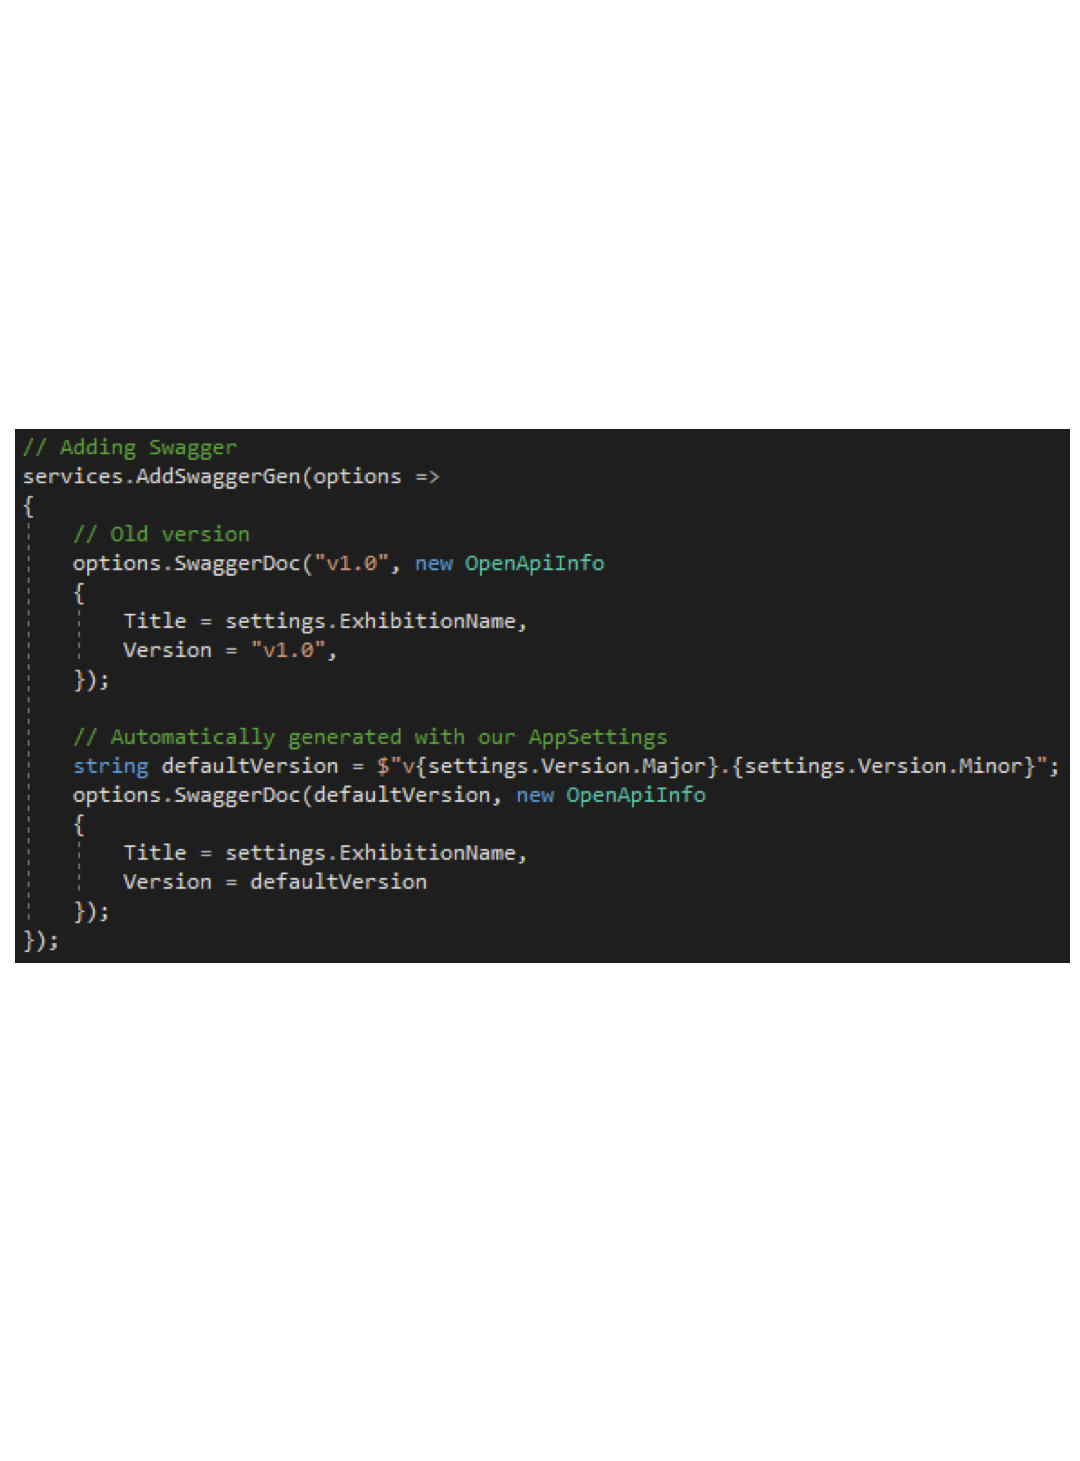 // Adding Swagger
services.AddSwaggerGen(options =>
{
    // Old version
    options.SwaggerDoc("v1.0", new OpenApiInfo
    {
        Title = settings.ExhibitionName,
        Version = "v1.0",
    });

    // Automatically generated with our AppSettings
    string defaultVersion = $"v{settings.Version.Major}.{settings.Version.Minor}";
    options.SwaggerDoc(defaultVersion, new OpenApiInfo
    {
        Title = settings.ExhibitionName,
        Version = defaultVersion
    });
});